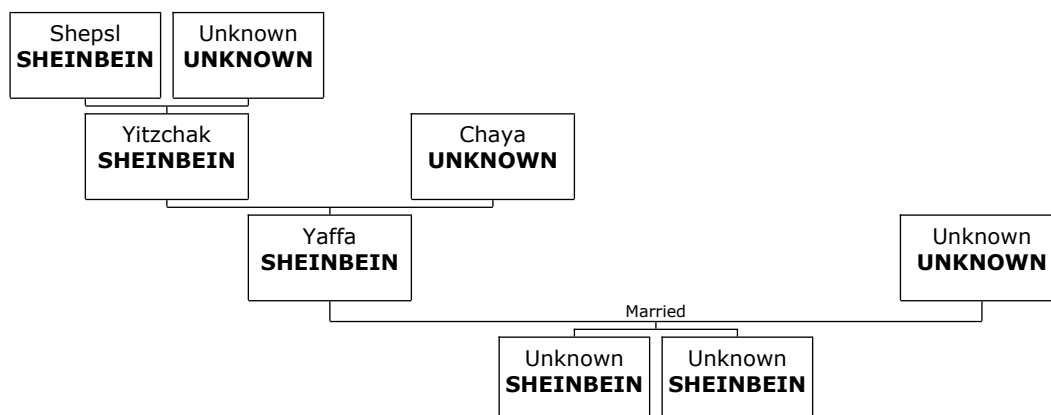 Shepsl
SHEINBEIN
Unknown
UNKNOWN
Yitzchak
SHEINBEIN
Chaya
UNKNOWN
Yaffa
SHEINBEIN
Unknown
UNKNOWN
Married
Unknown
SHEINBEIN
Unknown
SHEINBEIN